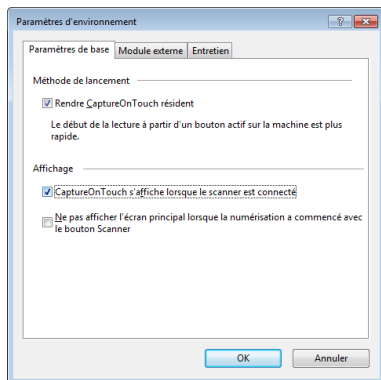 Paramètres d'environnement
Paramètres de base Module externe Entretien
Méthode de lancement
Rendre CaptureOnTouch résident
Le début de la lecture à partir d'un bouton actif sur la machine est plus
rapide.
Affichage
CaptureOnTouch s'affiche lorsque le scanner est connecté
Ne pas afficher l'écran principal lorsque la numérisation a commencé avec
le bouton Scanner
OK Annuler